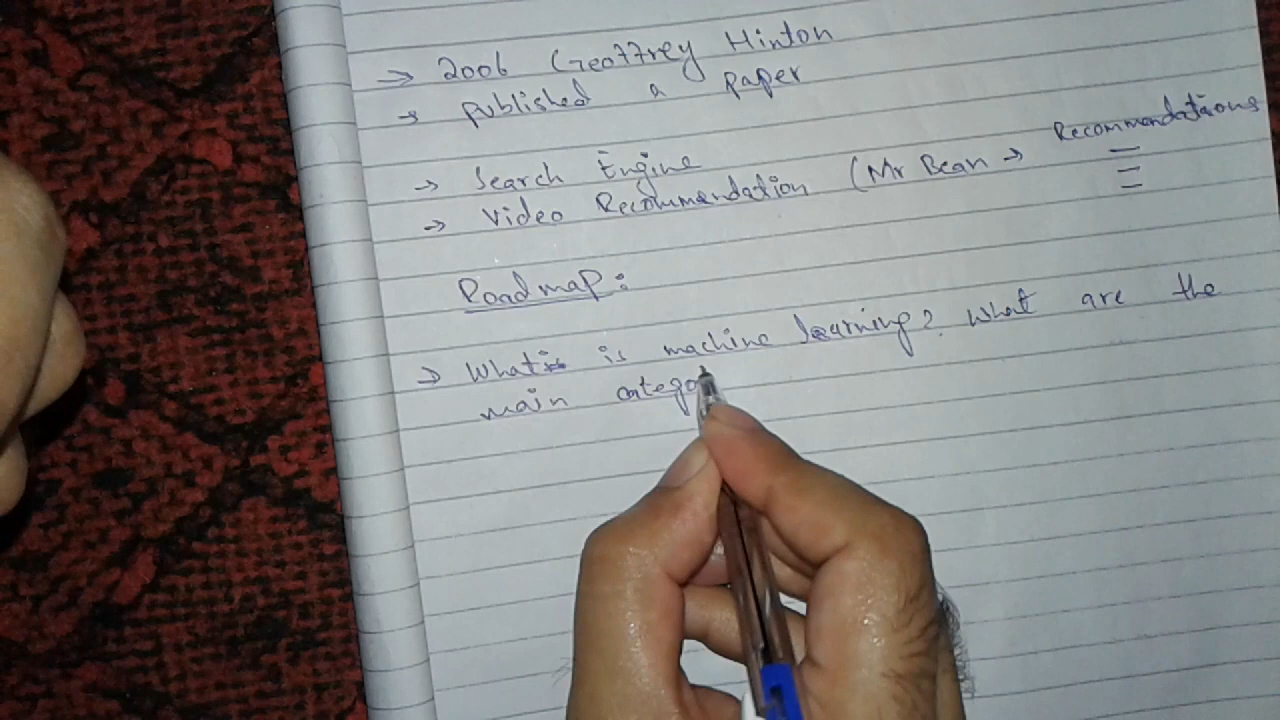 → 2006 Geoffrey Hinton
→ published a paper
→ Search Engine
→ Video Recommendation (Mr Bean → Recommendations
Roadmap:
→ What is machine learning? What are the
main catego